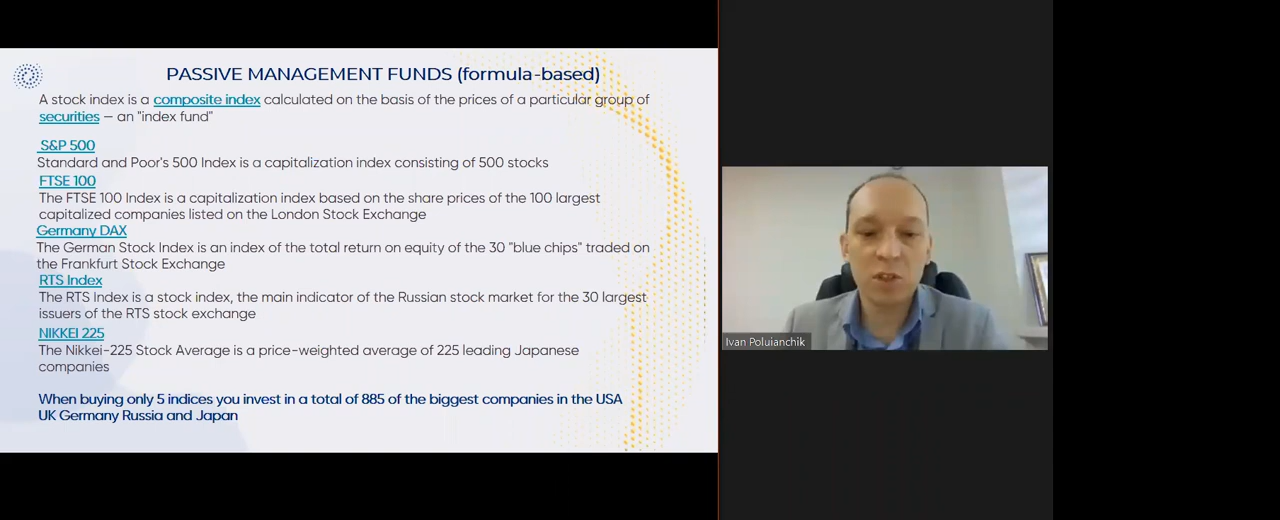 PASSIVE MANAGEMENT FUNDS (formula-based)
A stock index is a composite index calculated on the basis of the prices of a particular group of
securities — an "index fund"
S&P 500
Standard and Poor's 500 Index is a capitalization index consisting of 500 stocks
FTSE 100
The FTSE 100 Index is a capitalization index based on the share prices of the 100 largest
capitalized companies listed on the London Stock Exchange
Germany DAX
The German Stock Index is an index of the total return on equity of the 30 "blue chips" traded on
the Frankfurt Stock Exchange
RTS Index
The RTS Index is a stock index, the main indicator of the Russian stock market for the 30 largest
issuers of the RTS stock exchange
NIKKEI 225
The Nikkei-225 Stock Average is a price-weighted average of 225 leading Japanese
companies
When buying only 5 indices you invest in a total of 885 of the biggest companies in the USA
UK Germany Russia and Japan
Ivan Poluianchik